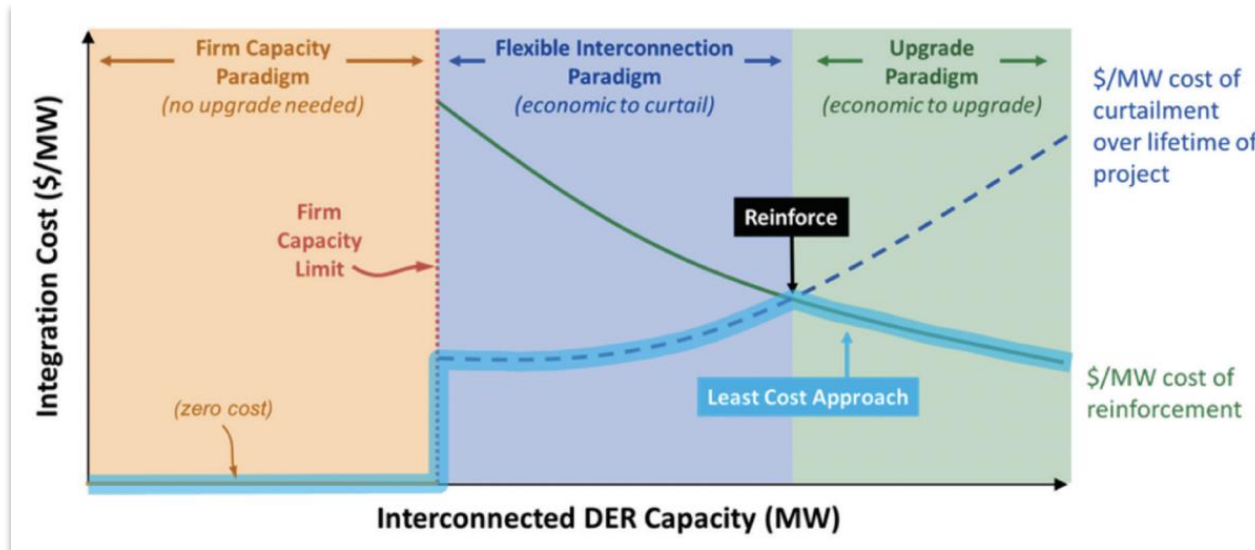 Firm Capacity
Paradigm
(no upgrade needed)
Flexible Interconnection
Paradigm
(economic to curtail)
Upgrade
Paradigm
(economic to upgrade)
$/MW cost of
curtailment
over lifetime of
project
Integration Cost ($/MW)
Firm
Capacity
Limit
Reinforce
(zero cost)
Least Cost Approach
$/MW cost of
reinforcement
Interconnected DER Capacity (MW)